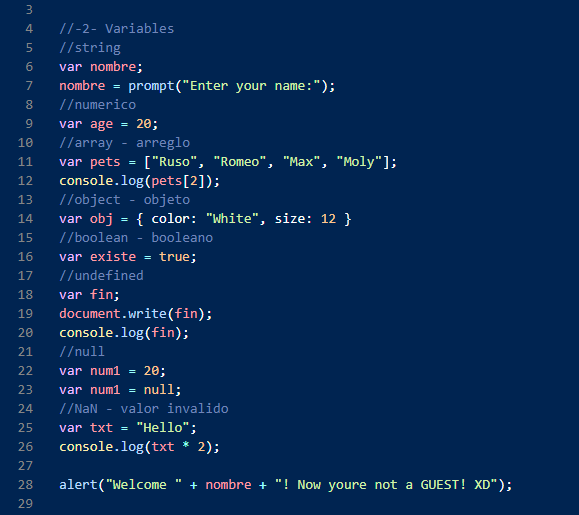 3
4 //-2- Variables
5 //string
6 var nombre;
7 nombre = prompt("Enter your name:");
8 //numerico
9 var age = 20;
10 //array - arreglo
11 var pets = ["Ruso", "Romeo", "Max", "Moly"];
12 console.log(pets[2]);
13 //object - objeto
14 var obj = { color: "White", size: 12 }
15 //boolean - booleano
16 var existe = true;
17 //undefined
18 var fin;
19 document.write(fin);
20 console.log(fin);
21 //null
22 var num1 = 20;
23 var num1 = null;
24 //NaN - valor invalido
25 var txt = "Hello";
26 console.log(txt * 2);
27
28 alert("Welcome " + nombre + "! Now youre not a GUEST! XD");
29